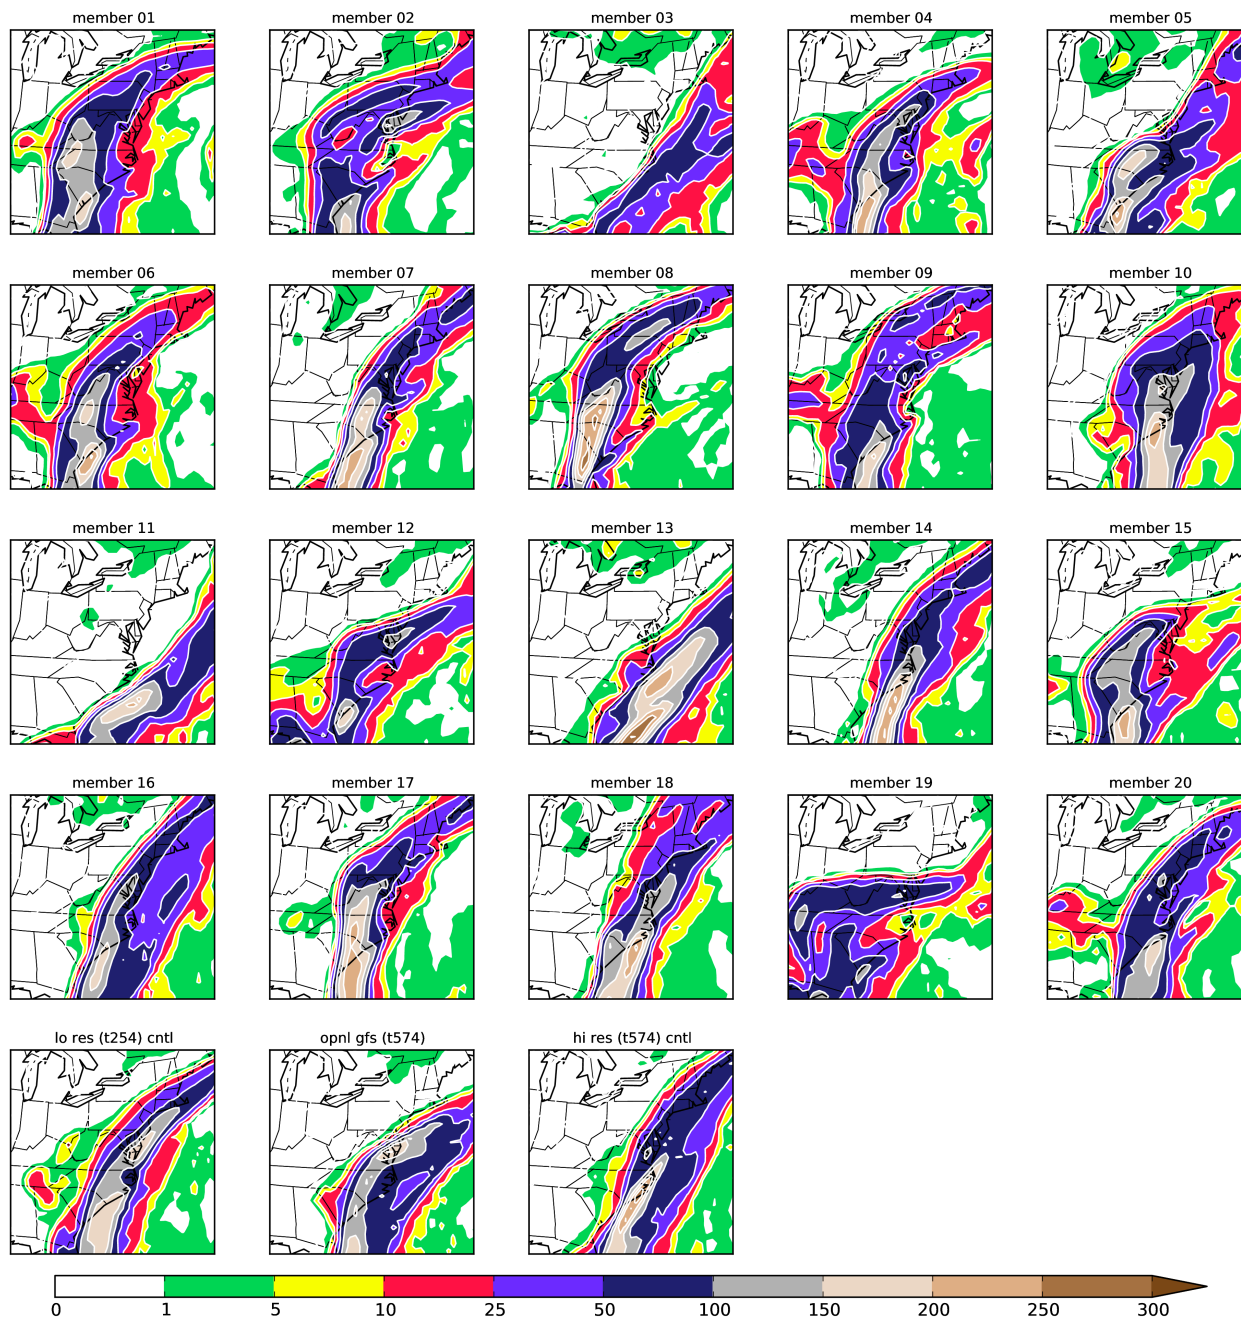 member 01 member 02 member 03 member 04 member 05
member 06 member 07 member 08 member 09 member 10
member 11 member 12 member 13 member 14 member 15
member 16 member 17 member 18 member 19 member 20
lo res (t254) cntl opnl gfs (t574) hi res (t574) cntl
0 1 5 10 25 50 100 150 200 250 300